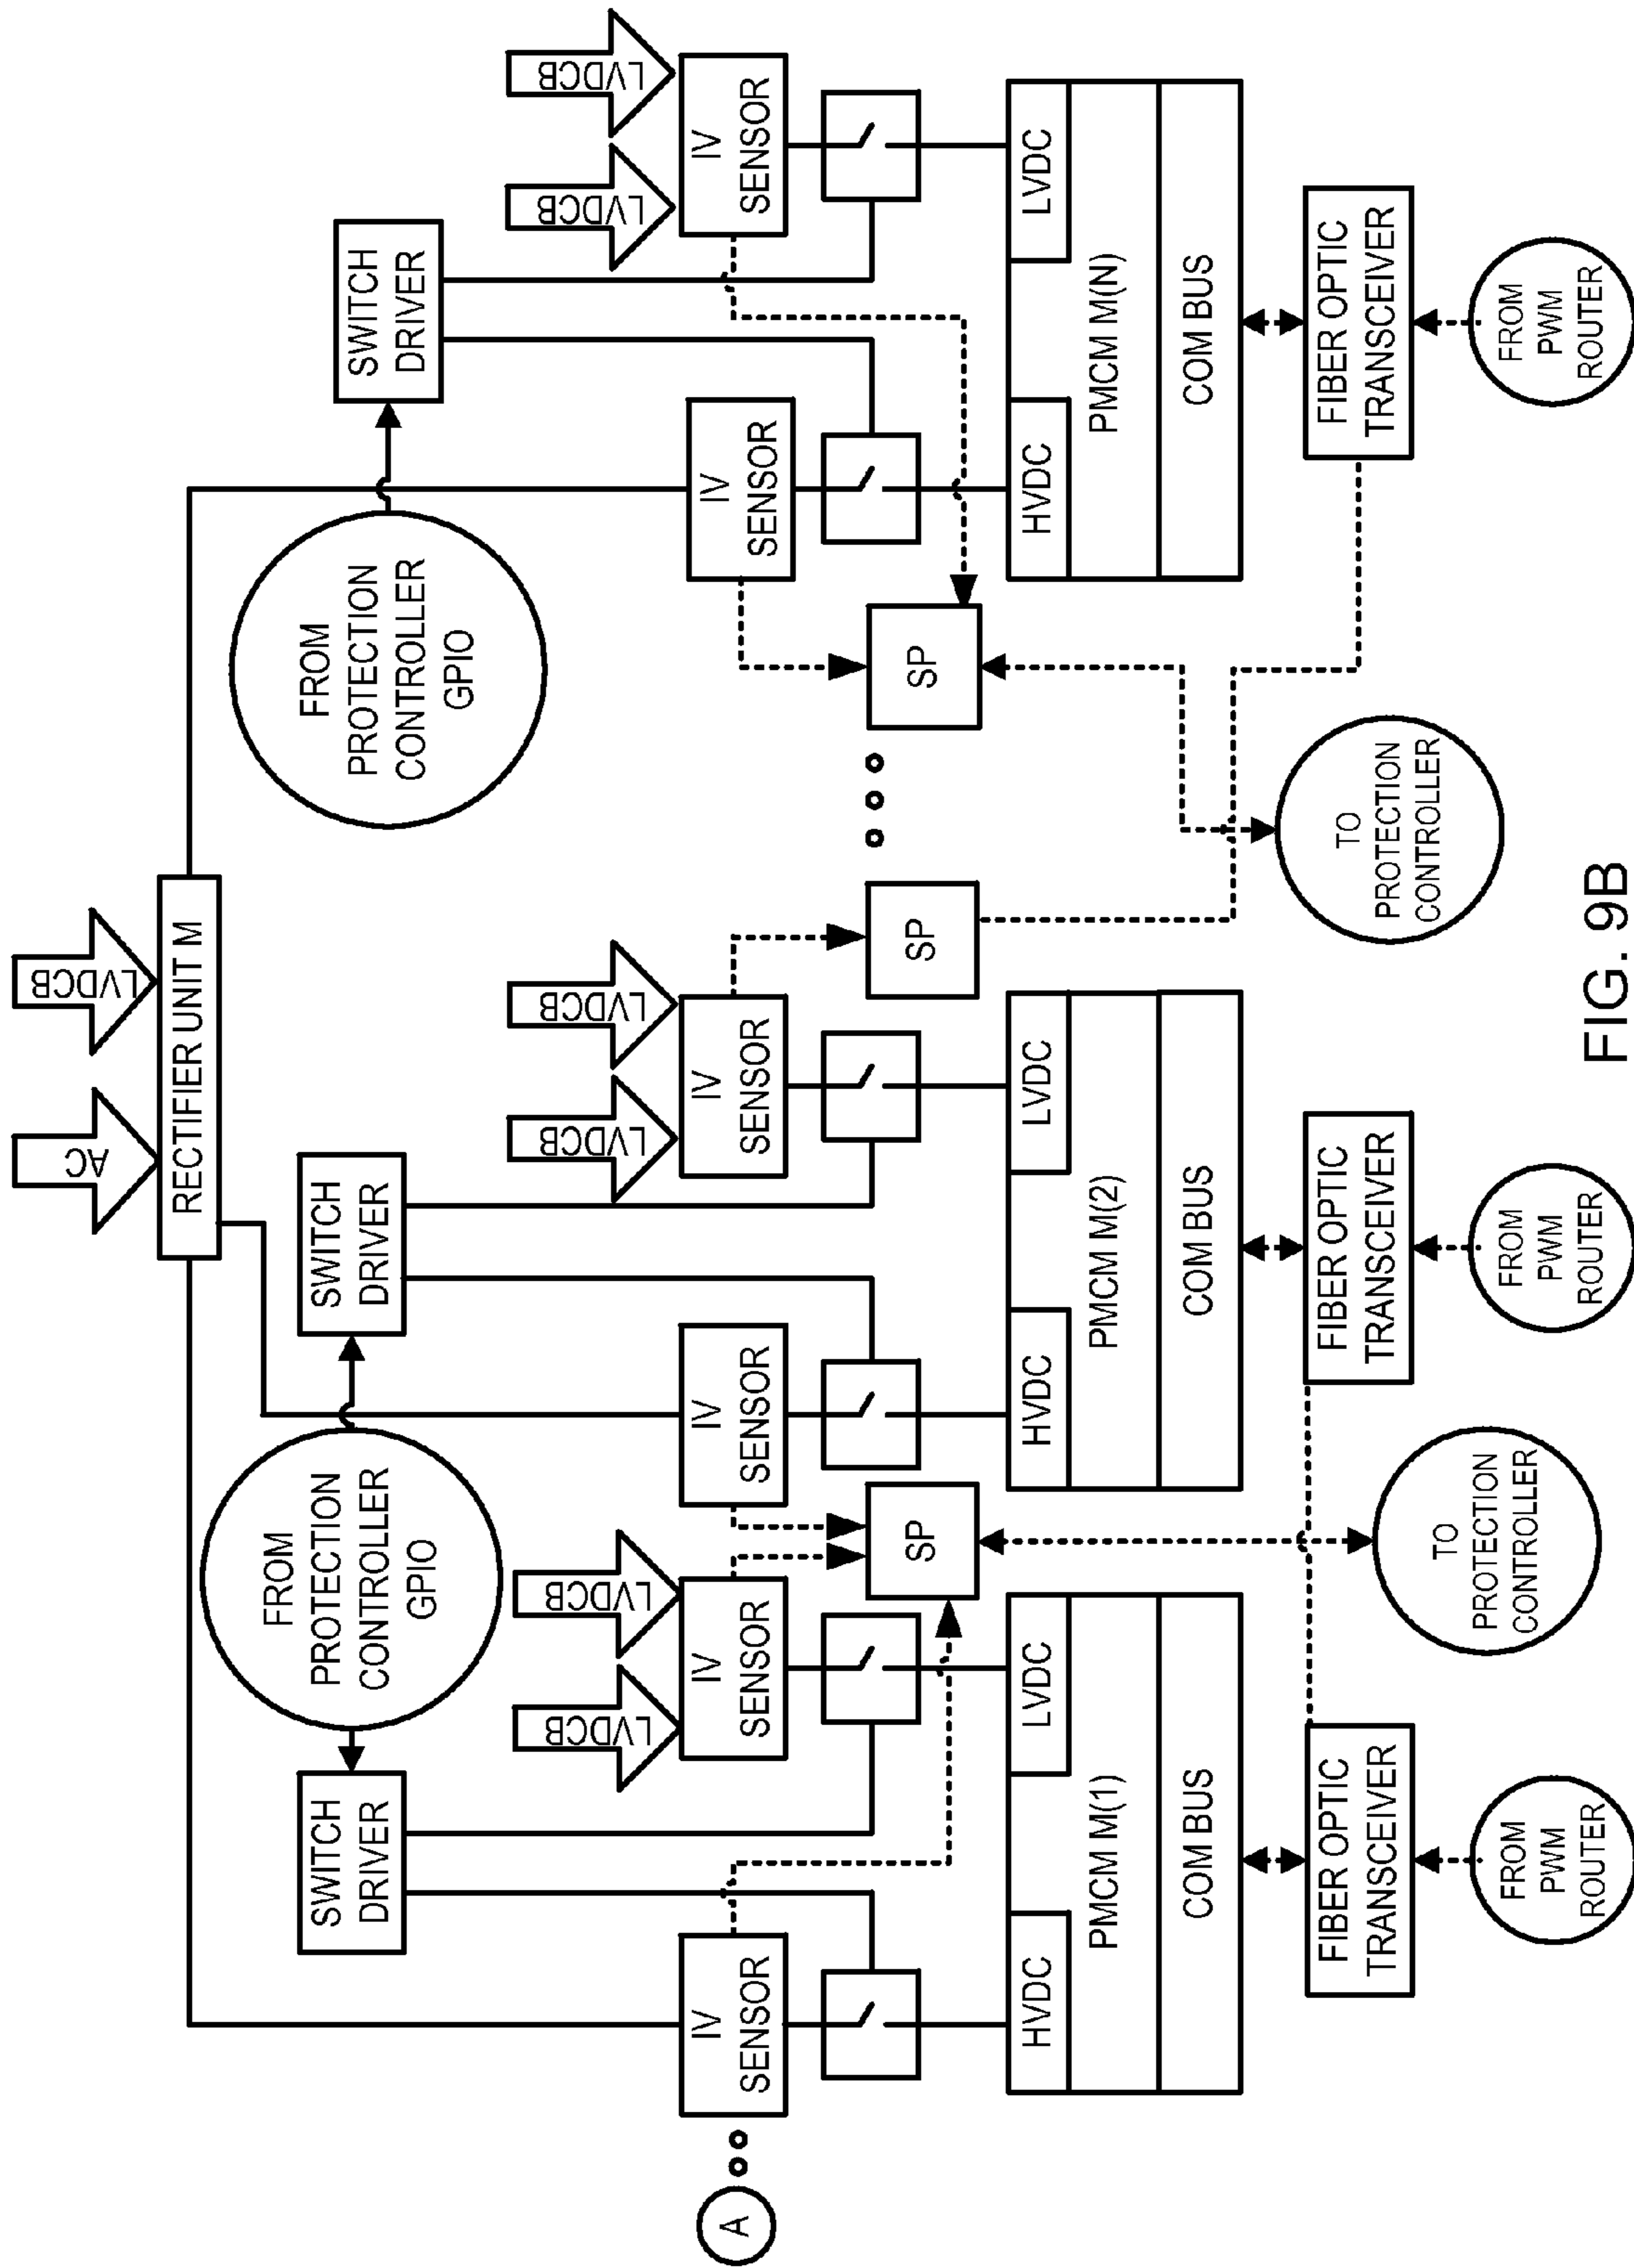 AC
LVDCB
RECTIFIER UNIT M
SWITCH
DRIVER
FROM
PROTECTION
CONTROLLER
GPIO
SWITCH
DRIVER
FROM
PROTECTION
CONTROLLER
GPIO
SWITCH
DRIVER
LVDCB
LVDCB
LVDCB
LVDCB
LVDCB
LVDCB
A
IV
SENSOR
IV
SENSOR
IV
SENSOR
IV
SENSOR
IV
SENSOR
IV
SENSOR
SP
SP
SP
HVDC
LVDC
PMCM M(1)
COM BUS
HVDC
LVDC
PMCM M(2)
COM BUS
HVDC
LVDC
PMCM M(N)
COM BUS
FIBER OPTIC
TRANSCEIVER
FIBER OPTIC
TRANSCEIVER
FIBER OPTIC
TRANSCEIVER
FROM
PWM
ROUTER
TO
PROTECTION
CONTROLLER
FROM
PWM
ROUTER
TO
PROTECTION
CONTROLLER
FROM
PWM
ROUTER
FIG. 9B